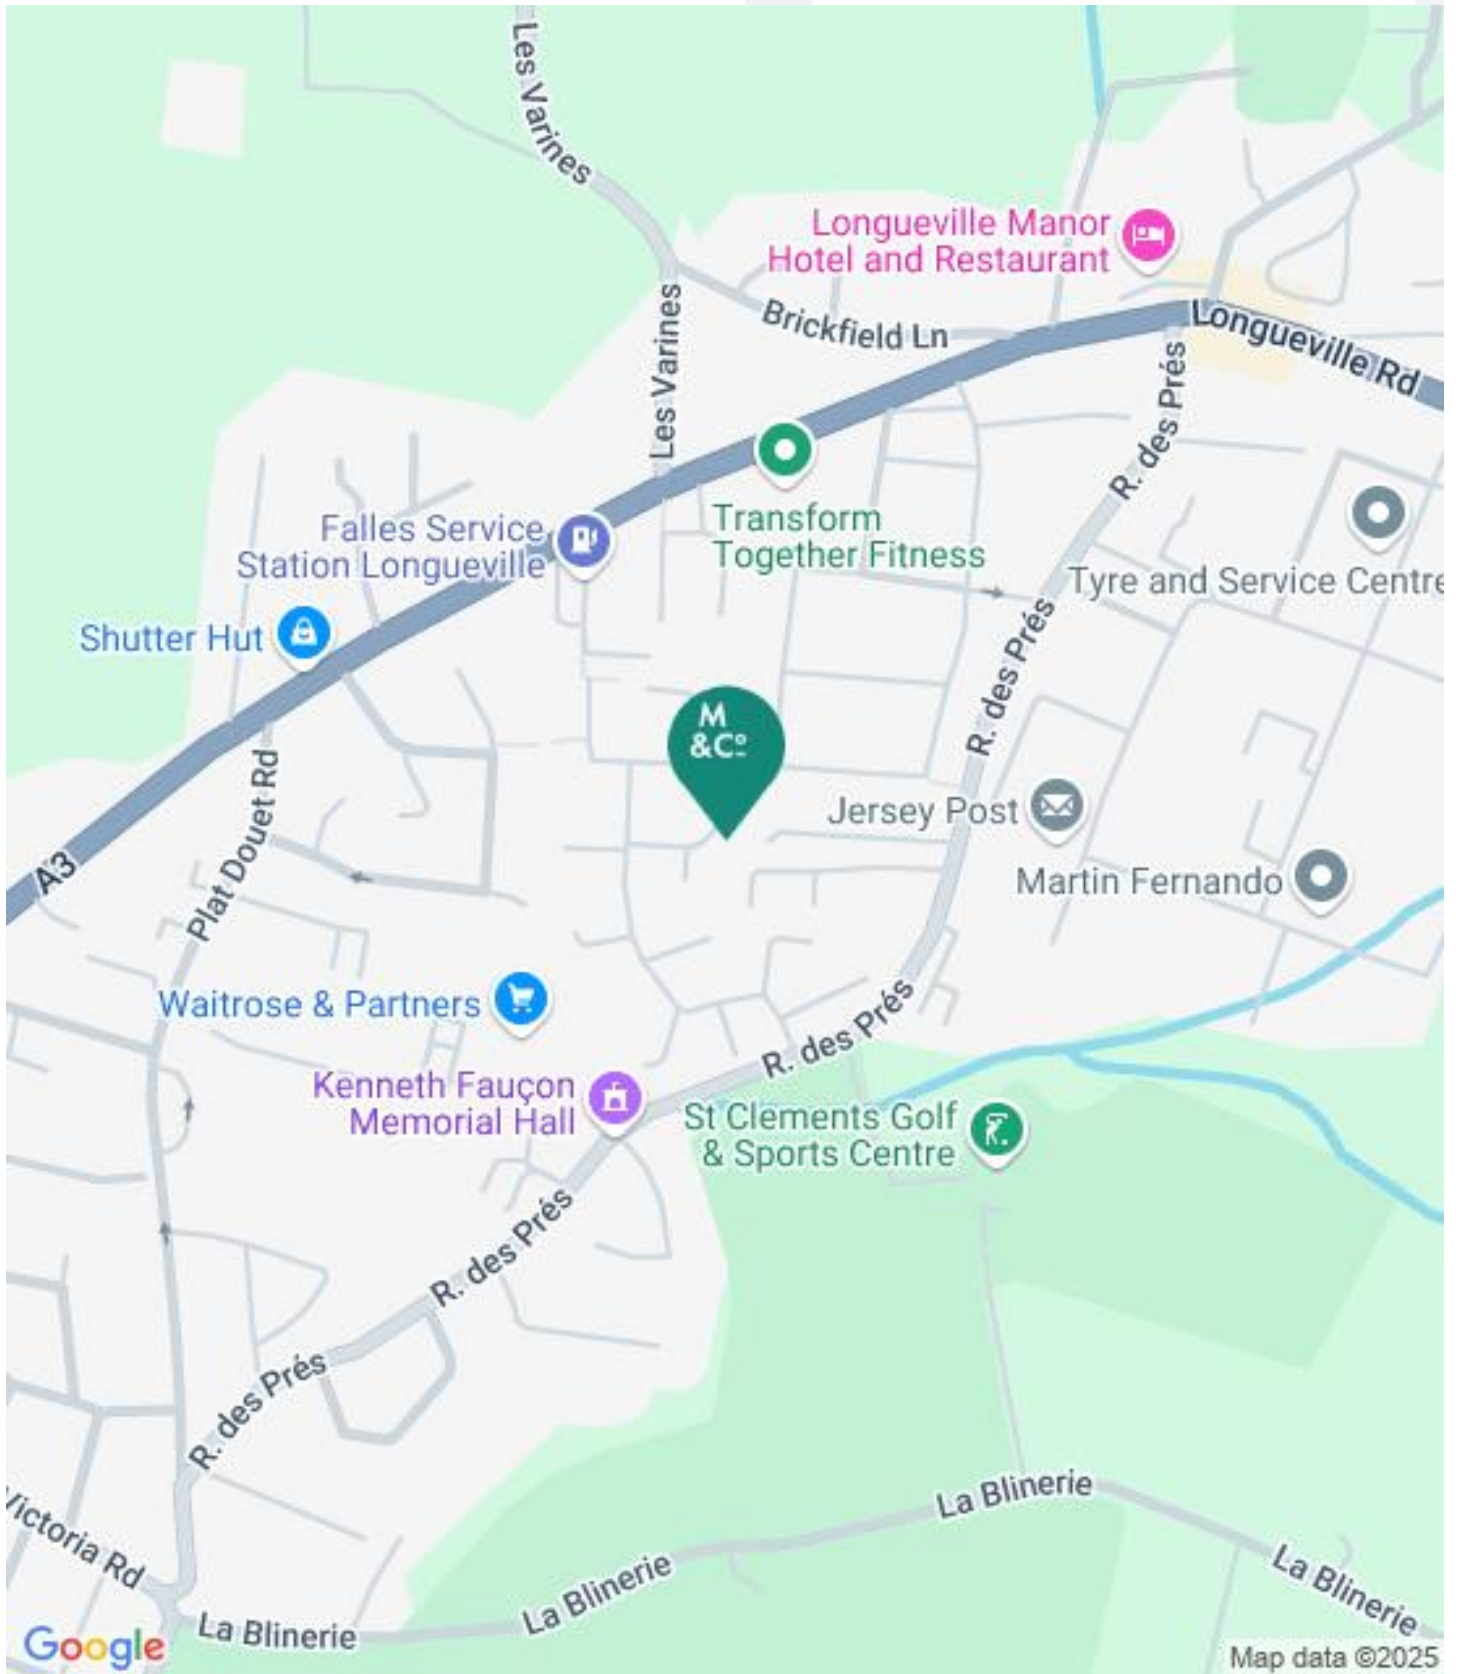 Les Varines
Longueville Manor
Hotel and Restaurant
Les Varines
Brickfield Ln
Longueville Rd
R. des Prés
Transform
Together Fitness
Falles Service
Station Longueville
Tyre and Service Centre
Shutter Hut
R. des Prés
M
&Cº
Plat Douet Rd
Jersey Post
A3
Martin Fernando
Waitrose & Partners
R. des Prés
Kenneth Fauçon
Memorial Hall
St Clements Golf
& Sports Centre
R. des Prés
R. des Prés
La Blinerie
Victoria Rd
La Blinerie
La Blinerie
La Blinerie
Google
Map data ©2025